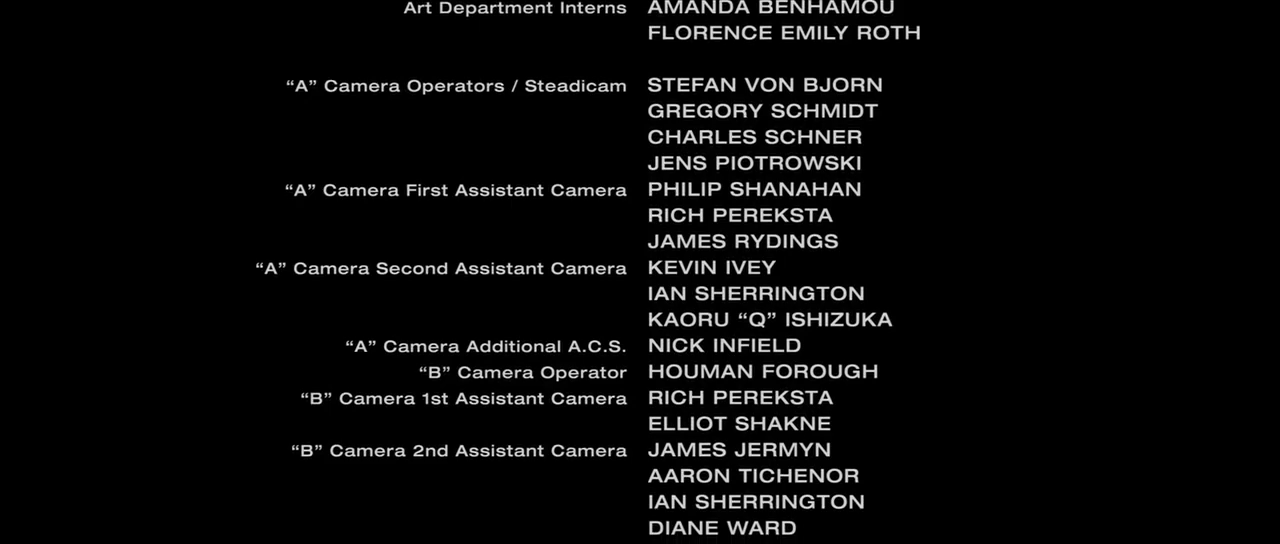 Art Department Interns AMANDA BENHAMOU
FLORENCE EMILY ROTH
“A” Camera Operators / Steadicam STEFAN VON BJORN
GREGORY SCHMIDT
CHARLES SCHNER
JENS PIOTROWSKI
“A” Camera First Assistant Camera PHILIP SHANAHAN
RICH PEREKSTA
JAMES RYDINGS
“A” Camera Second Assistant Camera KEVIN IVEY
IAN SHERRINGTON
KAORU “Q” ISHIZUKA
“A” Camera Additional A.C.S. NICK INFIELD
“B” Camera Operator HOUMAN FOROUGH
“B” Camera 1st Assistant Camera RICH PEREKSTA
ELLIOT SHAKNE
“B” Camera 2nd Assistant Camera JAMES JERMYN
AARON TICHENOR
IAN SHERRINGTON
DIANE WARD